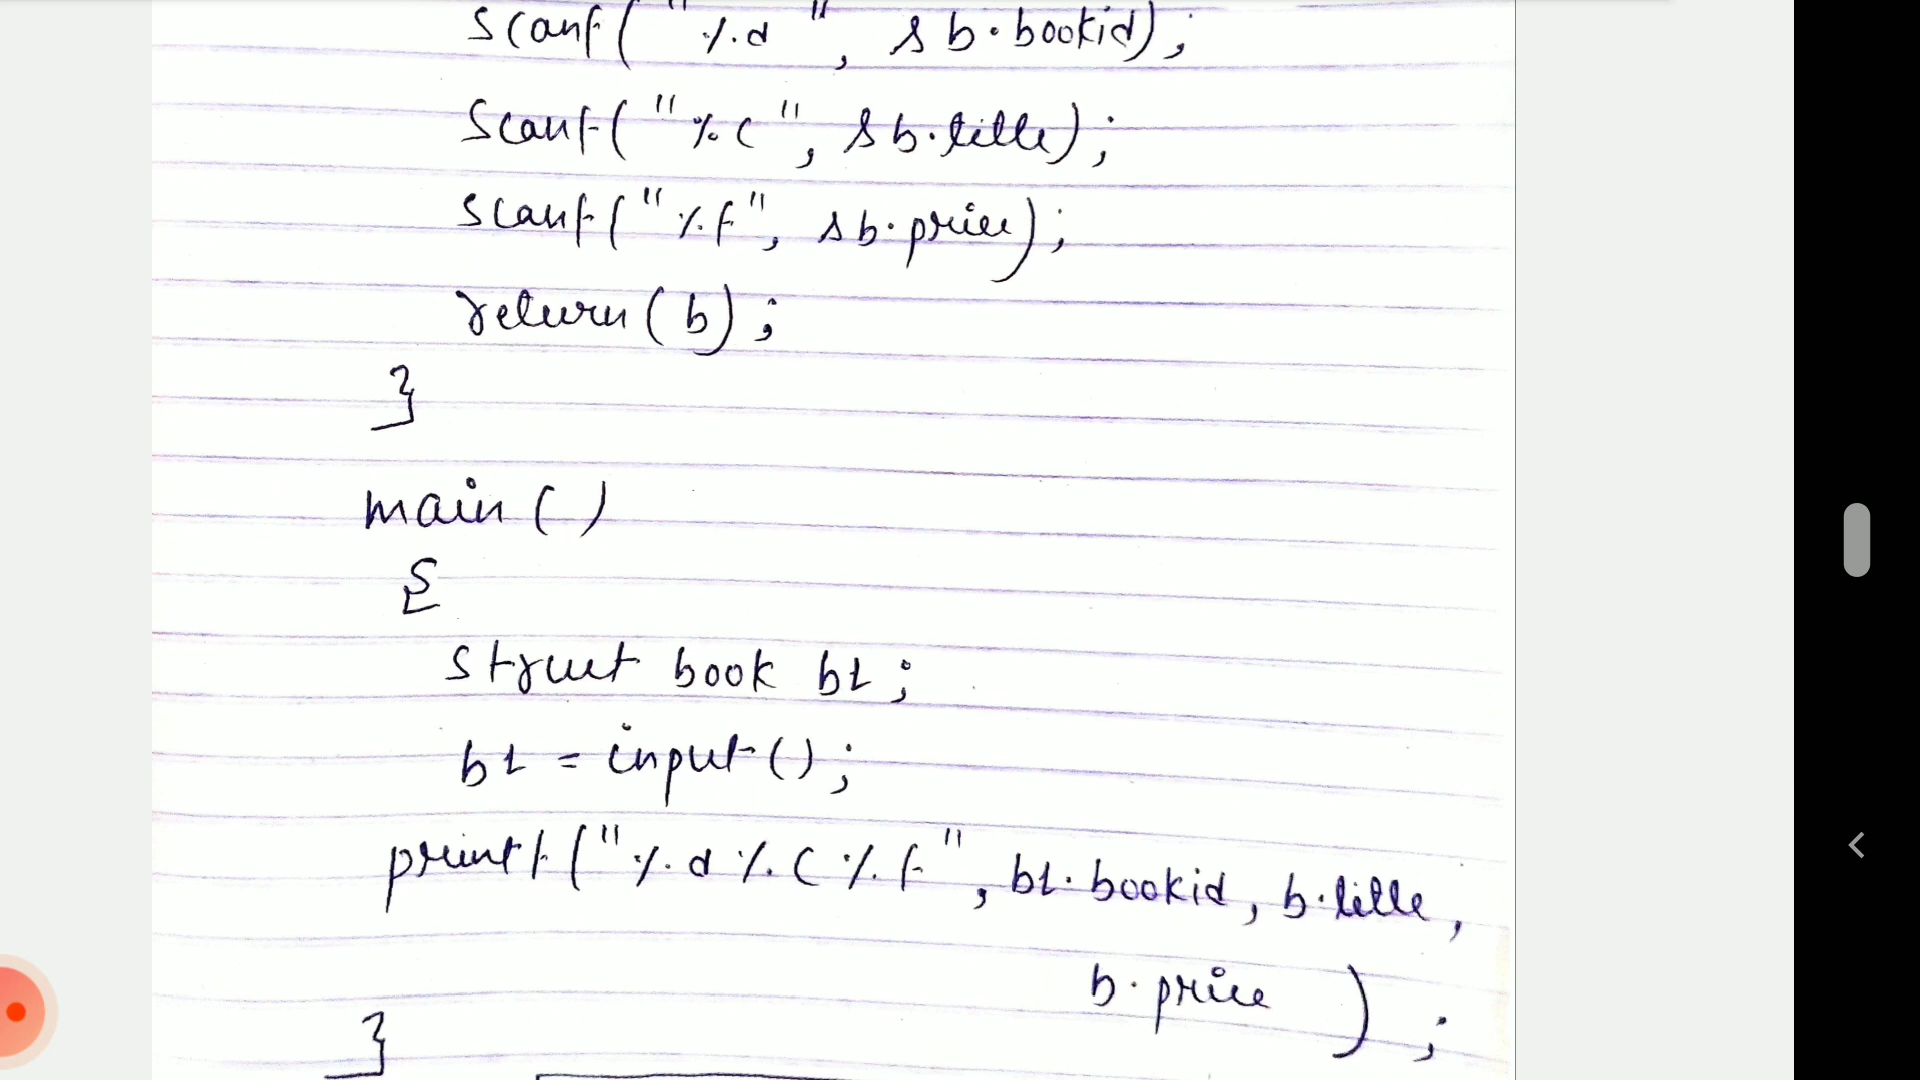 scanf("%d", &b.bookid);
scanf("%c", &b.title);
scanf("%f", &b.price);
return(b);
}
main()
{
struct book b1;
b1 = input();
printf("%d%c%f", b1.bookid, b.title,
b.price);
}